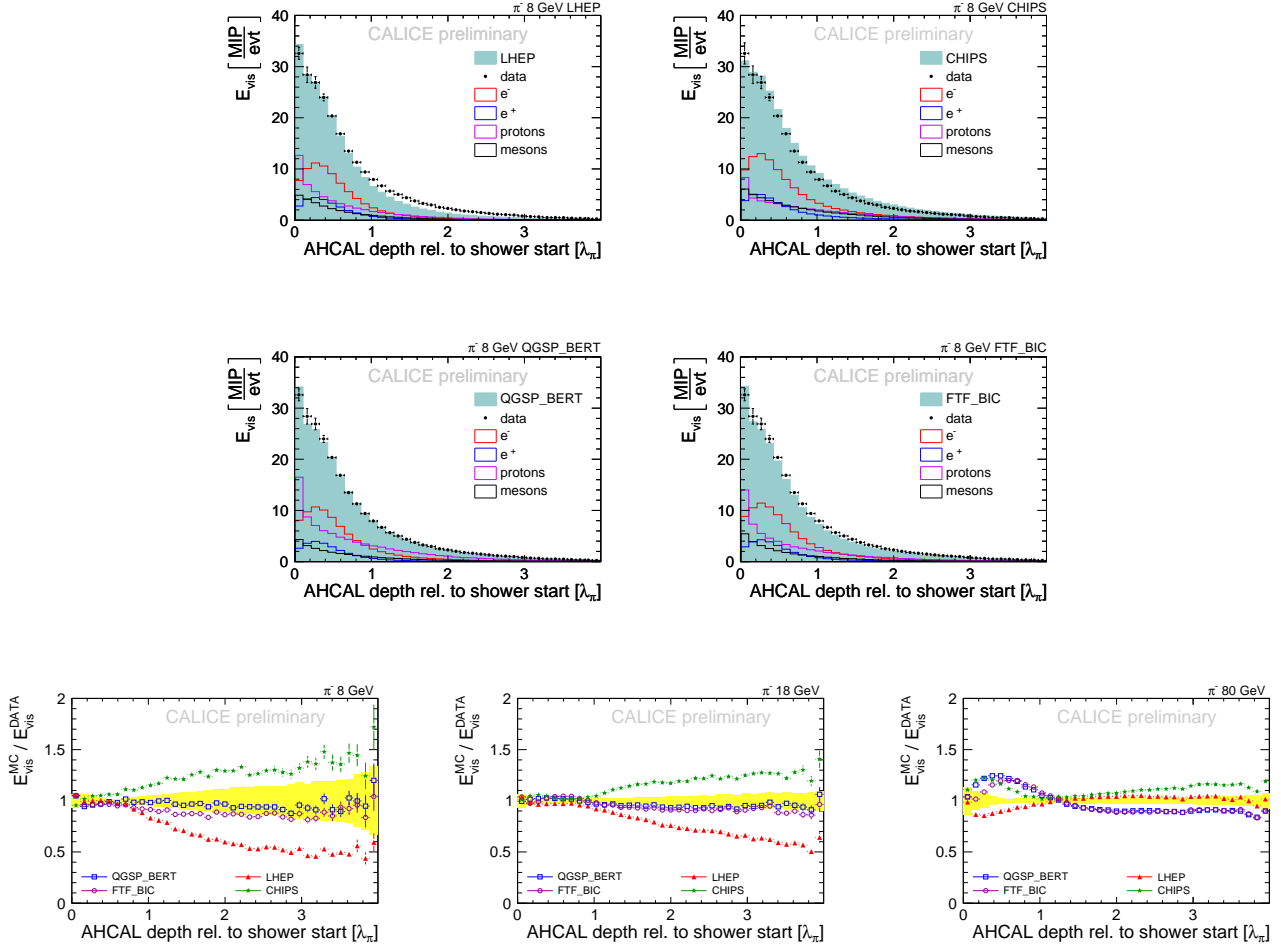 π⁻ 8 GeV LHEP
CALICE preliminary
E_vis [MIP/evt]
40
30
20
10
0
LHEP
data
e⁻
e⁺
protons
mesons
0 1 2 3
AHCAL depth rel. to shower start [λ_π]
π⁻ 8 GeV CHIPS
CALICE preliminary
E_vis [MIP/evt]
40
30
20
10
0
CHIPS
data
e⁻
e⁺
protons
mesons
0 1 2 3
AHCAL depth rel. to shower start [λ_π]
π⁻ 8 GeV QGSP_BERT
CALICE preliminary
E_vis [MIP/evt]
40
30
20
10
0
QGSP_BERT
data
e⁻
e⁺
protons
mesons
0 1 2 3
AHCAL depth rel. to shower start [λ_π]
π⁻ 8 GeV FTF_BIC
CALICE preliminary
E_vis [MIP/evt]
40
30
20
10
0
FTF_BIC
data
e⁻
e⁺
protons
mesons
0 1 2 3
AHCAL depth rel. to shower start [λ_π]
π⁻ 8 GeV
CALICE preliminary
E_vis^MC / E_vis^DATA
2
1.5
1
0.5
0
QGSP_BERT LHEP
FTF_BIC CHIPS
0 1 2 3 4
AHCAL depth rel. to shower start [λ_π]
π⁻ 18 GeV
CALICE preliminary
E_vis^MC / E_vis^DATA
2
1.5
1
0.5
0
QGSP_BERT LHEP
FTF_BIC CHIPS
0 1 2 3 4
AHCAL depth rel. to shower start [λ_π]
π⁻ 80 GeV
CALICE preliminary
E_vis^MC / E_vis^DATA
2
1.5
1
0.5
0
QGSP_BERT LHEP
FTF_BIC CHIPS
0 1 2 3 4
AHCAL depth rel. to shower start [λ_π]